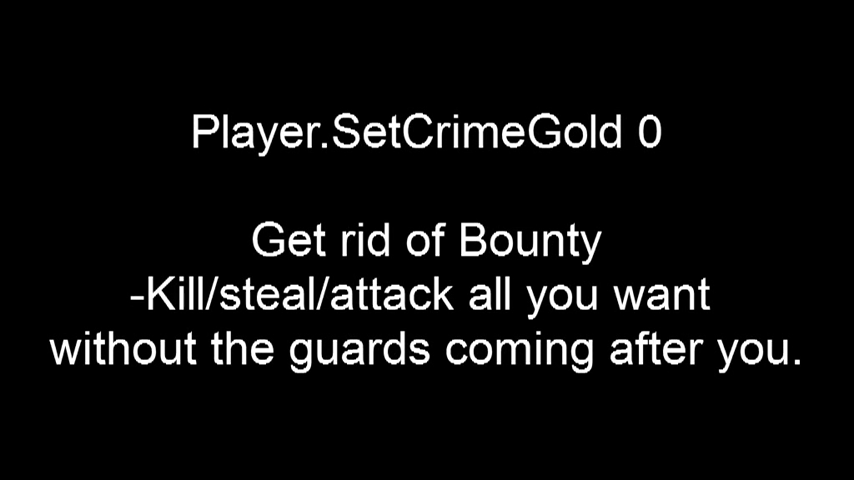 Player.SetCrimeGold 0
Get rid of Bounty
-Kill/steal/attack all you want
without the guards coming after you.